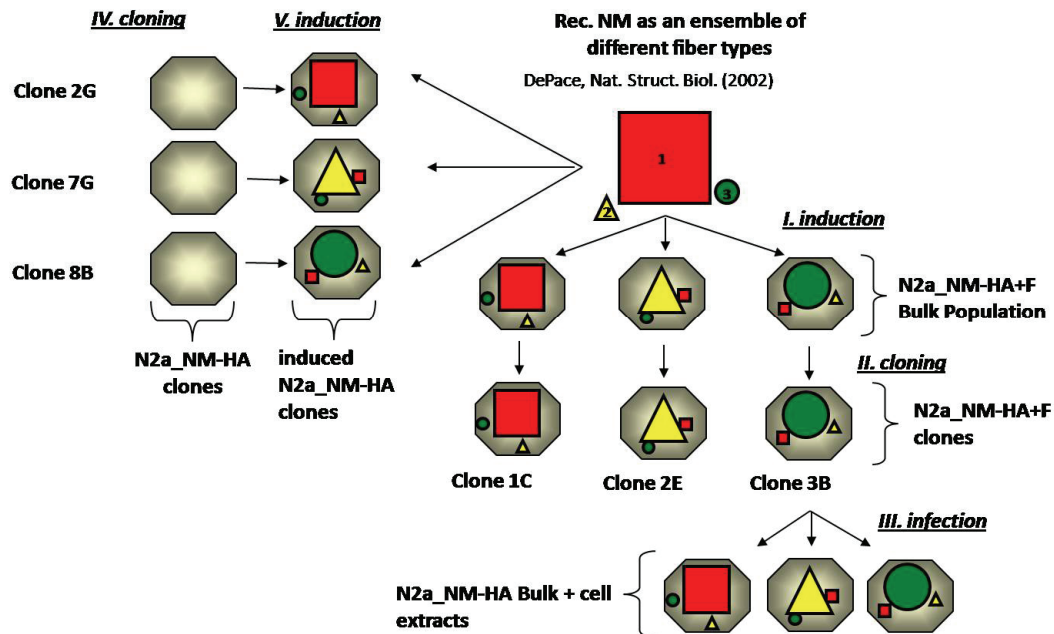 IV. cloning
V. induction
Rec. NM as an ensemble of
different fiber types
DePace, Nat. Struct. Biol. (2002)
Clone 2G
Clone 7G
Clone 8B
1
2
3
I. induction
N2a_NM-HA
clones
induced
N2a_NM-HA
clones
N2a_NM-HA+F
Bulk Population
II. cloning
N2a_NM-HA+F
clones
Clone 1C
Clone 2E
Clone 3B
III. infection
N2a_NM-HA Bulk + cell
extracts